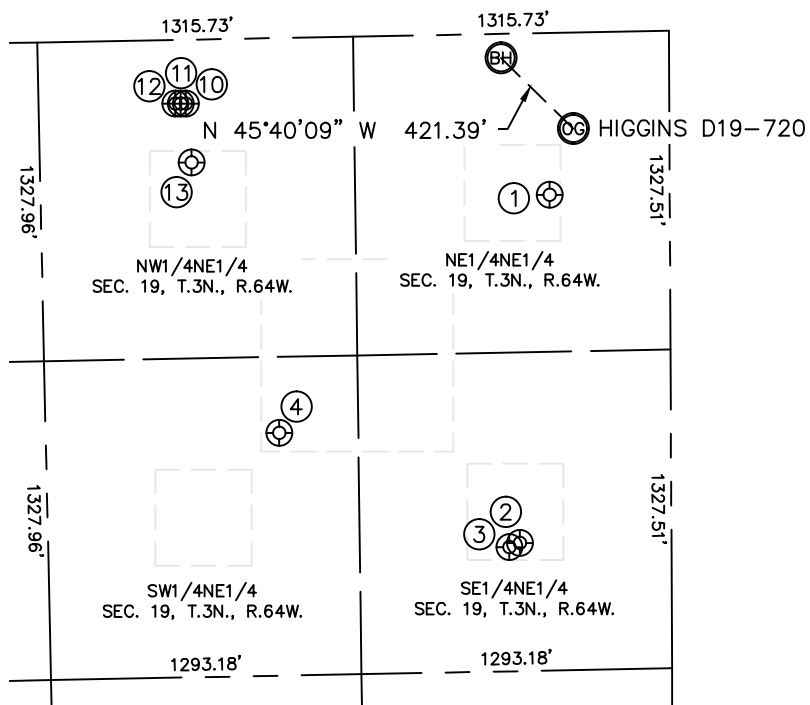 1315.73' 1315.73'
BH
11
12 10
N 45°40'09" W 421.39'
OG HIGGINS D19-720
13
1
1327.96' 1327.51'
NW1/4NE1/4
SEC. 19, T.3N., R.64W.
NE1/4NE1/4
SEC. 19, T.3N., R.64W.
4
2
3
1327.96' 1327.51'
SW1/4NE1/4
SEC. 19, T.3N., R.64W.
SE1/4NE1/4
SEC. 19, T.3N., R.64W.
1293.18' 1293.18'